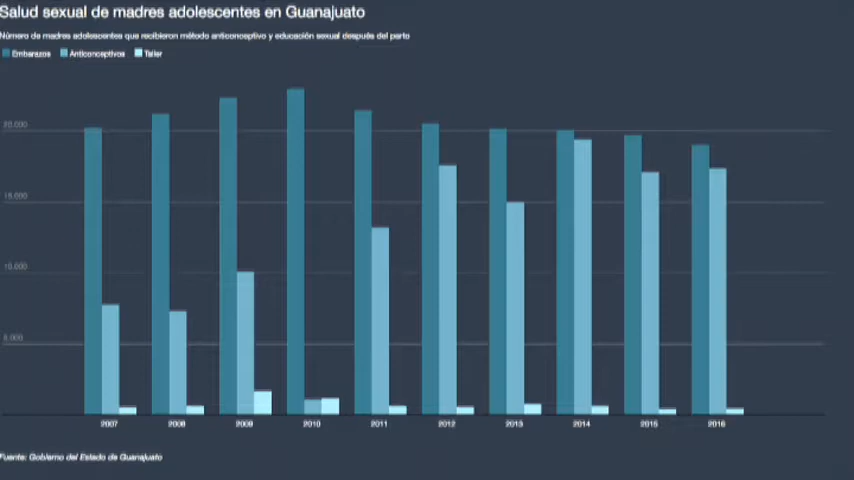 Salud sexual de madres adolescentes en Guanajuato
Número de madres adolescentes que recibieron método anticonceptivo y educación sexual después del parto
Embarazos Anticonceptivos Taller
20.000
15.000
10.000
5.000
2007 2008 2009 2010 2011 2012 2013 2014 2015 2016
Fuente: Gobierno del Estado de Guanajuato